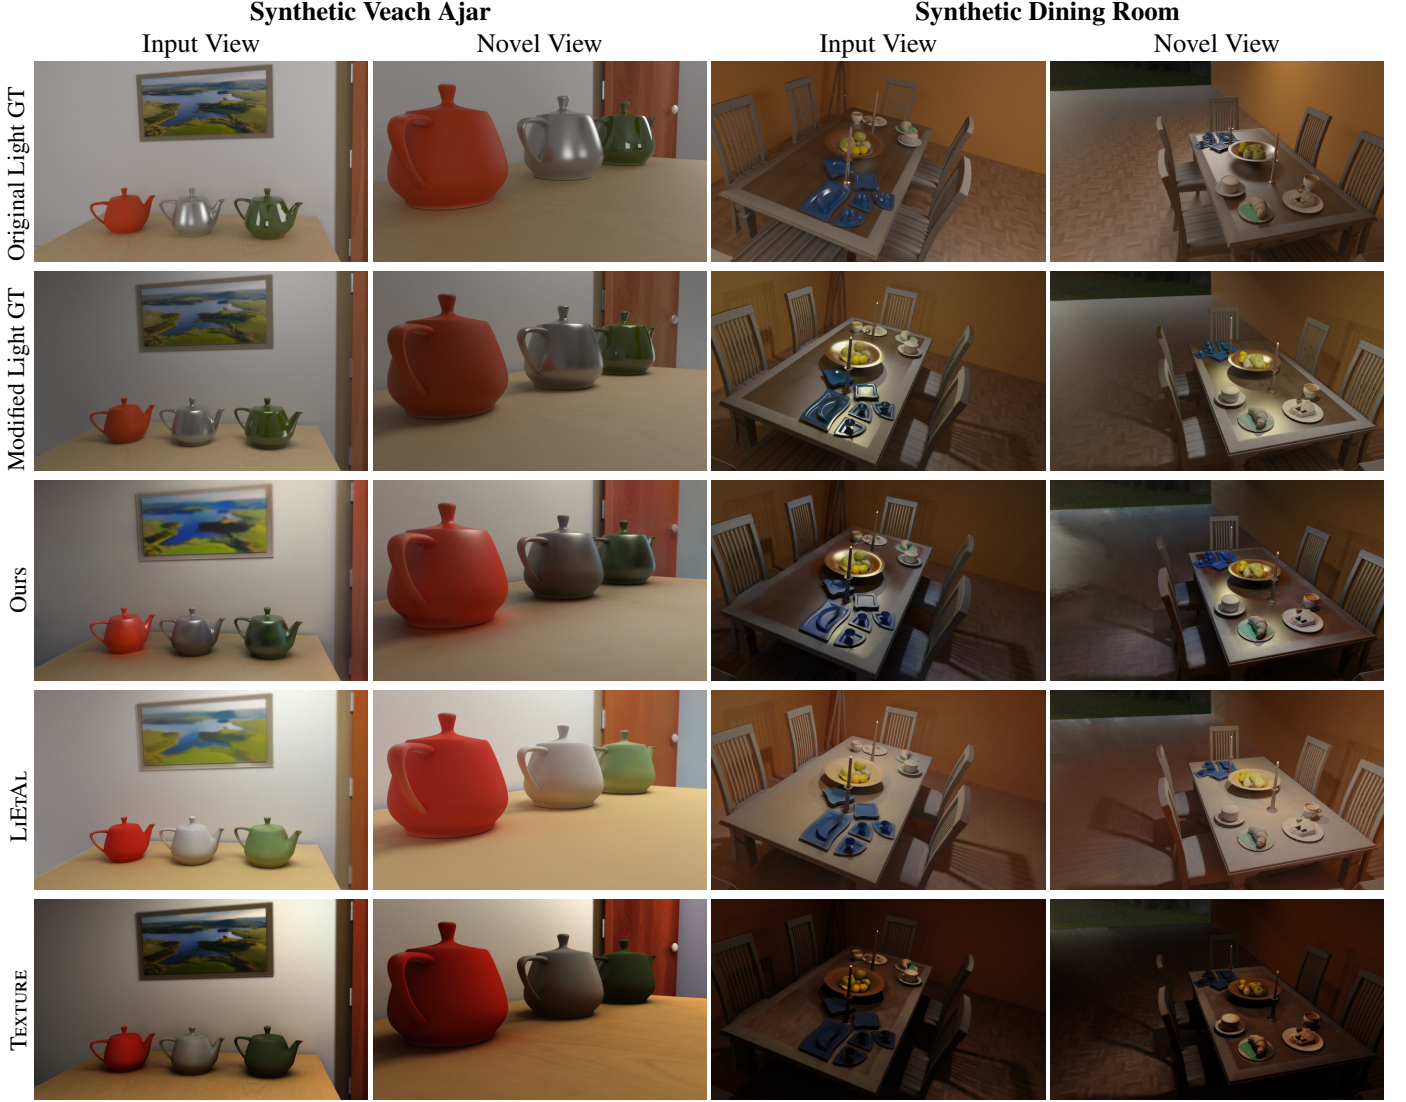 Synthetic Veach Ajar
Synthetic Dining Room
Input View
Novel View
Input View
Novel View
Original Light GT
Modified Light GT
Ours
LiEtAl
Texture